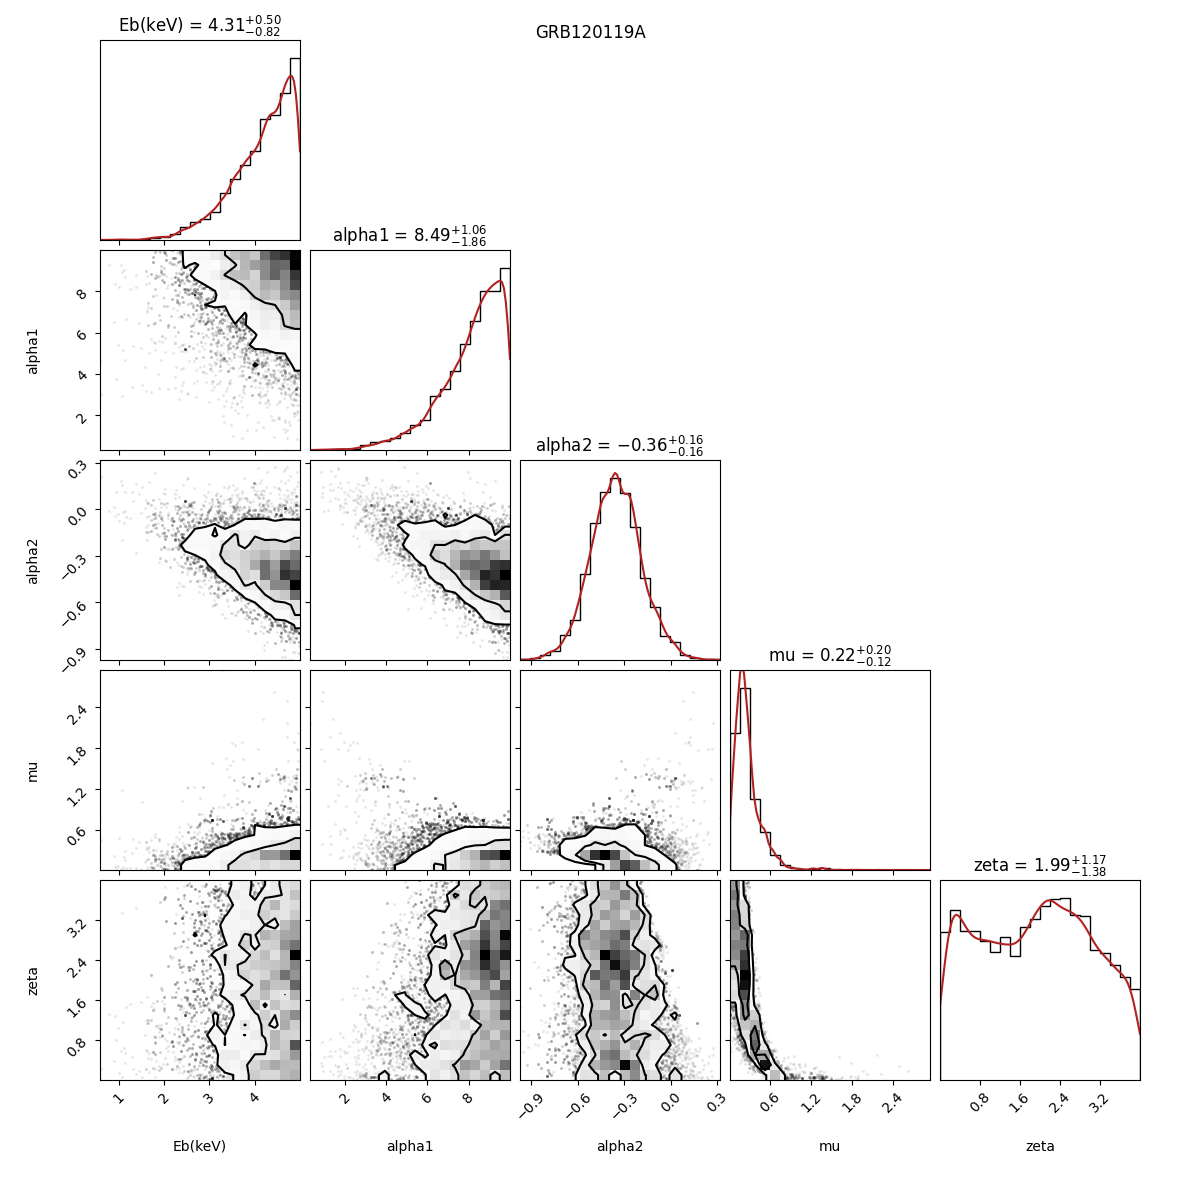 GRB120119A
Eb(keV) = 4.31^{+0.50}_{−0.82}
alpha1 = 8.49^{+1.06}_{−1.86}
8
6
4
2
alpha1
alpha2 = −0.36^{+0.16}_{−0.16}
0.3
0.0
−0.3
−0.6
−0.9
alpha2
mu = 0.22^{+0.20}_{−0.12}
2.4
1.8
1.2
0.6
mu
zeta = 1.99^{+1.17}_{−1.38}
3.2
2.4
1.6
0.8
zeta
1 2 3 4
2 4 6 8
−0.9 −0.6 −0.3 0.0 0.3
0.6 1.2 1.8 2.4
0.8 1.6 2.4 3.2
Eb(keV) alpha1 alpha2 mu zeta